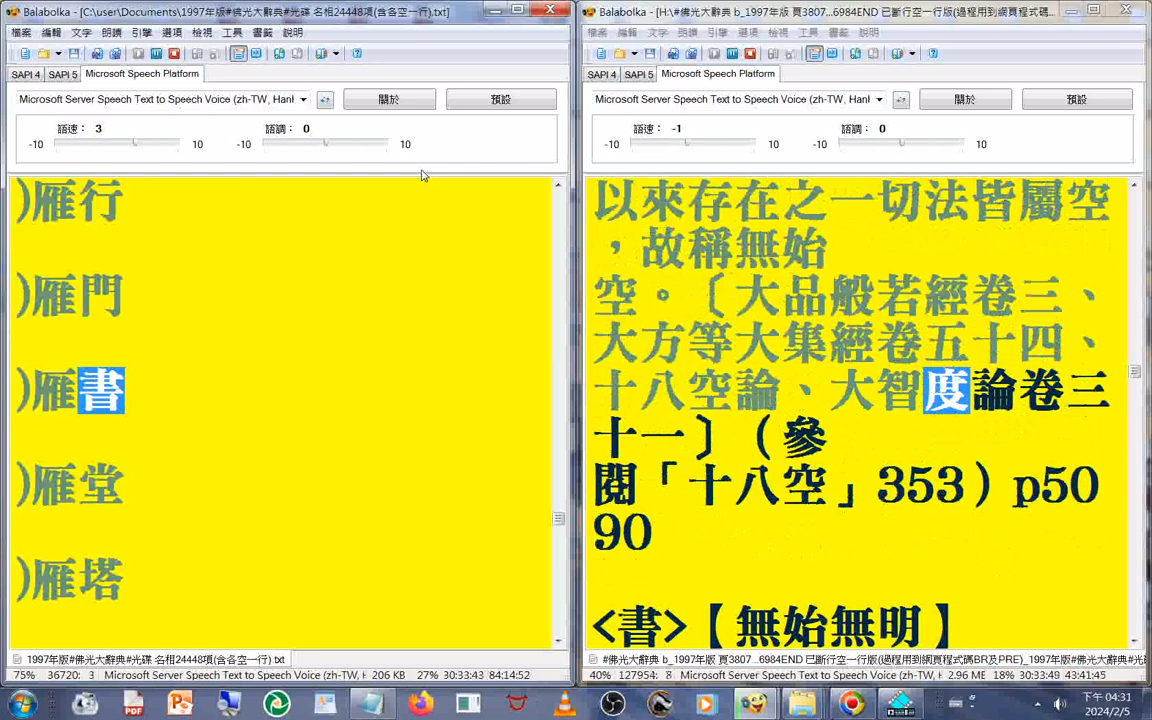 Balabolka - [C:\user\Documents\1997年版#佛光大辭典#光碟 名相24448項(含各空一行).txt]
檔案 編輯 文字 朗讀 引擎 選項 檢視 工具 書籤 說明
SAPI 4 SAPI 5 Microsoft Speech Platform
Microsoft Server Speech Text to Speech Voice (zh-TW, Hanl
關於 預設
語速： 3 語調： 0
-10 10 -10 10
)雁行
)雁門
)雁書
)雁堂
)雁塔
1997年版#佛光大辭典#光碟 名相24448項(含各空一行).txt
75% 36720: 3 Microsoft Server Speech Text to Speech Voice (zh-TW, H 206 KB 27% 30:33:43 84:14:52
Balabolka - [H:\#佛光大辭典 b_1997年版 頁3807...6984END 已斷行空一行版(過程用到網頁程式碼...
檔案 編輯 文字 朗讀 引擎 選項 檢視 工具 書籤 說明
SAPI 4 SAPI 5 Microsoft Speech Platform
Microsoft Server Speech Text to Speech Voice (zh-TW, Hanl
關於 預設
語速： -1 語調： 0
-10 10 -10 10
以來存在之一切法皆屬空
，故稱無始
空。〔大品般若經卷三、
大方等大集經卷五十四、
十八空論、大智度論卷三
十一〕（參
閱「十八空」353）p50
90
<書>【無始無明】
#佛光大辭典 b_1997年版 頁3807...6984END 已斷行空一行版(過程用到網頁程式碼BR及PRE)_1997年版#光
40% 127954: 8 Microsoft Server Speech Text to Speech Voice (zh-TW, H 2.96 ME 18% 30:33:49 43:41:45
下午 04:31
2024/2/5